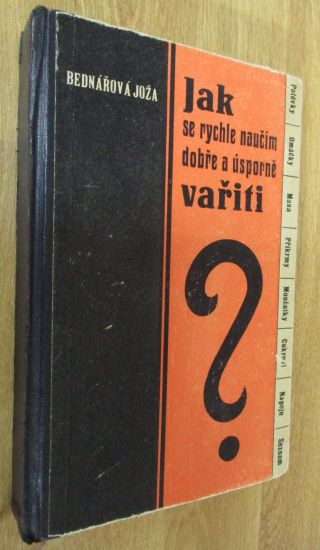 BEDNÁŘOVÁ JOŽA
Jak
se rychle naučím
dobře a úsporně
vařiti
?
Polévky
Omáčky
Masa
Příkrmy
Moučníky
Cukroví
Nápoje
Seznam